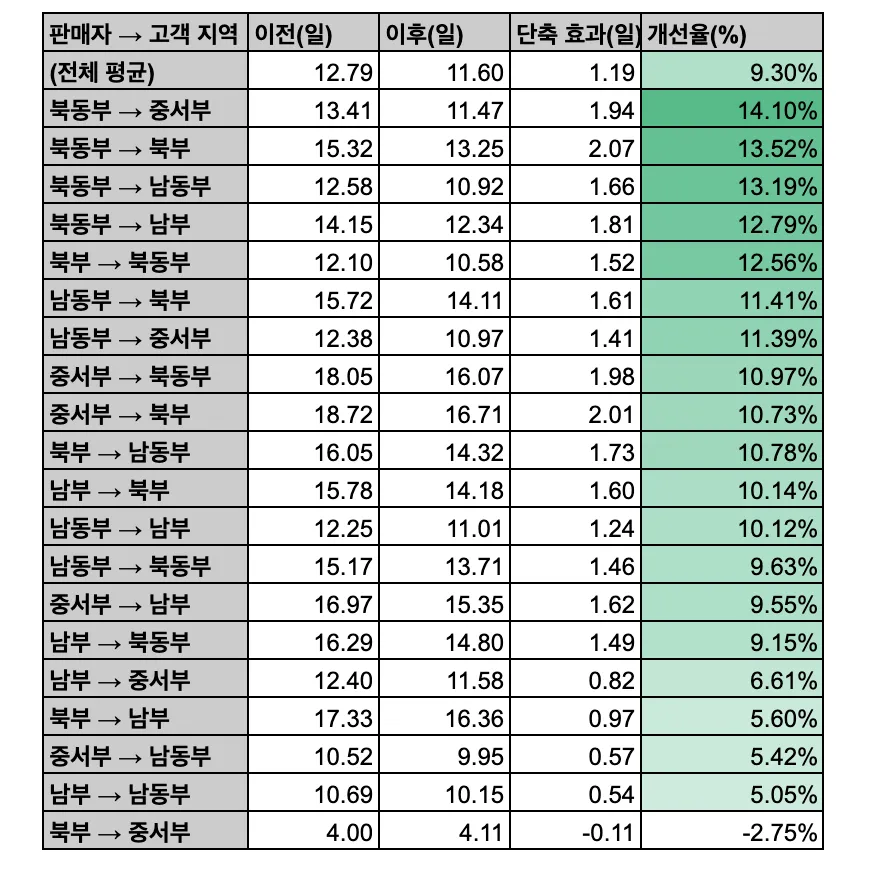 판매자 → 고객 지역 이전(일) 이후(일) 단축 효과(일) 개선율(%)
(전체 평균) 12.79 11.60 1.19 9.30%
북동부 → 중서부 13.41 11.47 1.94 14.10%
북동부 → 북부 15.32 13.25 2.07 13.52%
북동부 → 남동부 12.58 10.92 1.66 13.19%
북동부 → 남부 14.15 12.34 1.81 12.79%
북부 → 북동부 12.10 10.58 1.52 12.56%
남동부 → 북부 15.72 14.11 1.61 11.41%
남동부 → 중서부 12.38 10.97 1.41 11.39%
중서부 → 북동부 18.05 16.07 1.98 10.97%
중서부 → 북부 18.72 16.71 2.01 10.73%
북부 → 남동부 16.05 14.32 1.73 10.78%
남부 → 북부 15.78 14.18 1.60 10.14%
남동부 → 남부 12.25 11.01 1.24 10.12%
남동부 → 북동부 15.17 13.71 1.46 9.63%
중서부 → 남부 16.97 15.35 1.62 9.55%
남부 → 북동부 16.29 14.80 1.49 9.15%
남부 → 중서부 12.40 11.58 0.82 6.61%
북부 → 남부 17.33 16.36 0.97 5.60%
중서부 → 남동부 10.52 9.95 0.57 5.42%
남부 → 남동부 10.69 10.15 0.54 5.05%
북부 → 중서부 4.00 4.11 -0.11 -2.75%